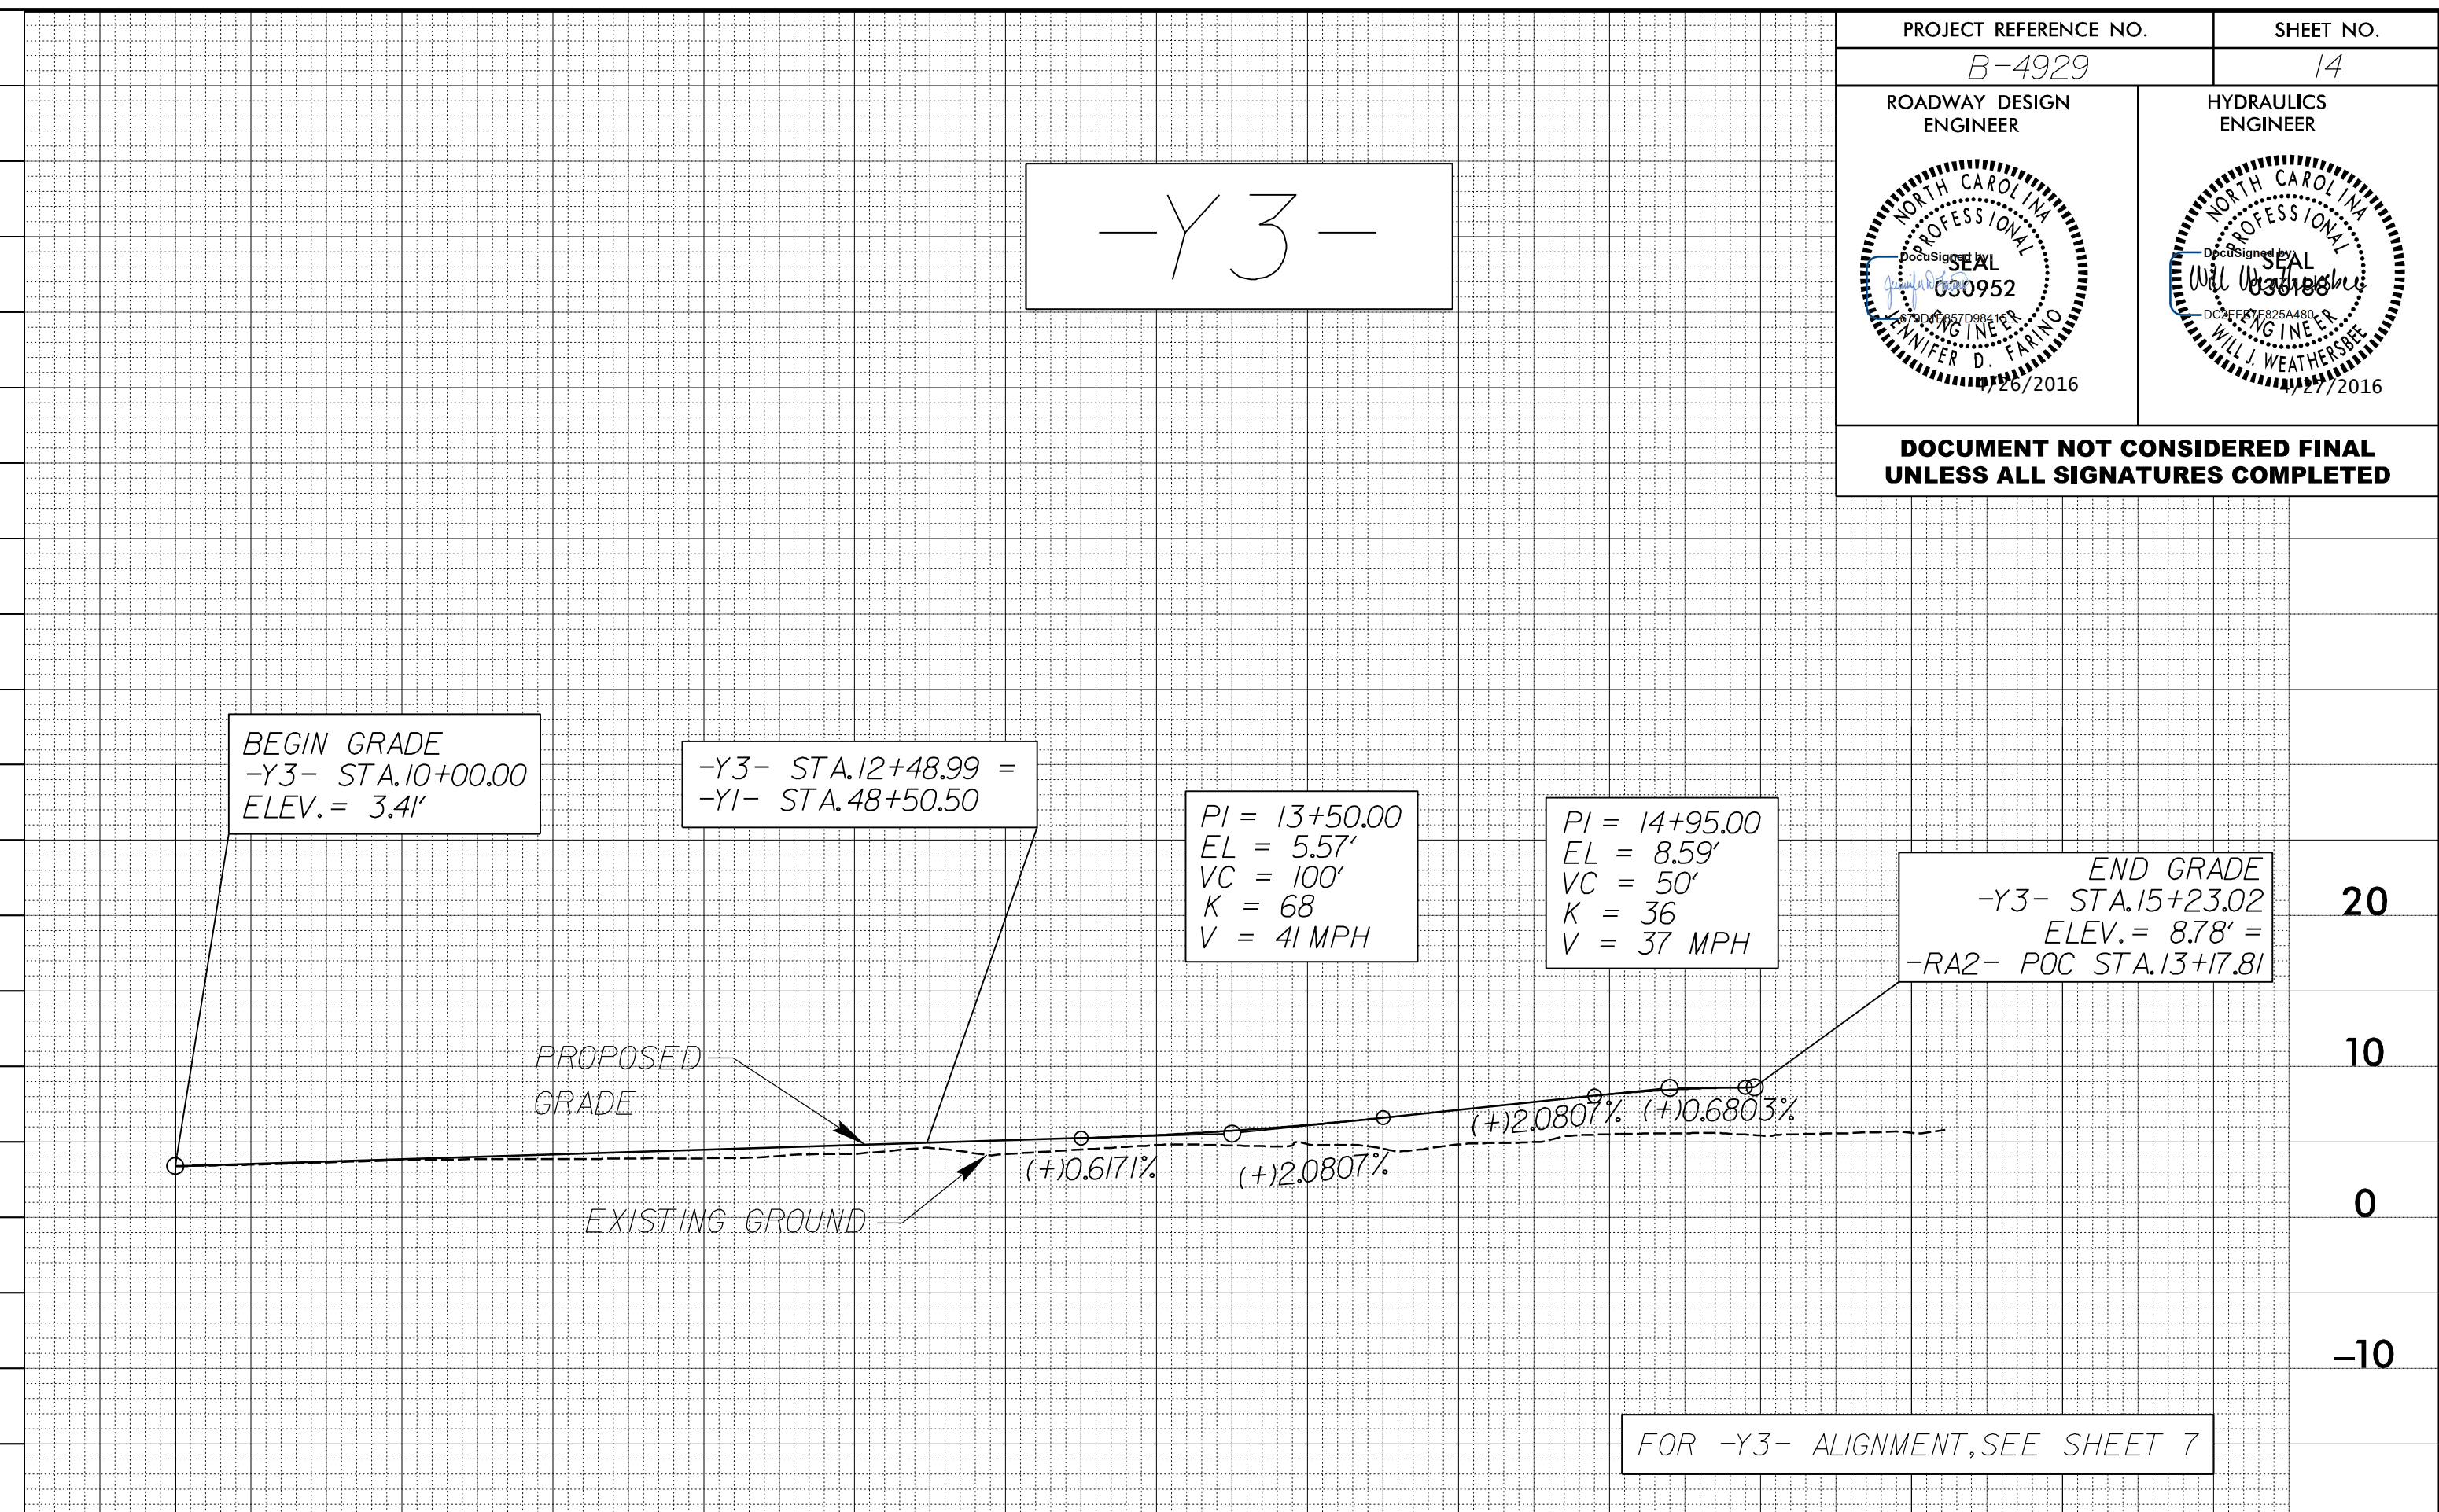 PROJECT REFERENCE NO.
SHEET NO.
B-4929
14
ROADWAY DESIGN
ENGINEER
HYDRAULICS
ENGINEER
NORTH CAROLINA
PROFESSIONAL
DocuSigned by:
SEAL
030952
ENGINEER
JENNIFER D. FARINO
4/26/2016
NORTH CAROLINA
PROFESSIONAL
DocuSigned by:
SEAL
036188
Will Weathersbee
ENGINEER
WILL J. WEATHERSBEE
4/27/2016
DOCUMENT NOT CONSIDERED FINAL
UNLESS ALL SIGNATURES COMPLETED
-Y3-
BEGIN GRADE
-Y3- STA.10+00.00
ELEV.= 3.41'
-Y3- STA.12+48.99 =
-Y1- STA.48+50.50
PI = 13+50.00
EL = 5.57'
VC = 100'
K = 68
V = 41 MPH
PI = 14+95.00
EL = 8.59'
VC = 50'
K = 36
V = 37 MPH
END GRADE
-Y3- STA.15+23.02
ELEV.= 8.78' =
-RA2- POC STA.13+17.81
20
10
0
-10
PROPOSED
GRADE
EXISTING GROUND
(+)0.6171%
(+)2.0807%
(+)2.0807%
(+)0.6803%
FOR -Y3- ALIGNMENT,SEE SHEET 7